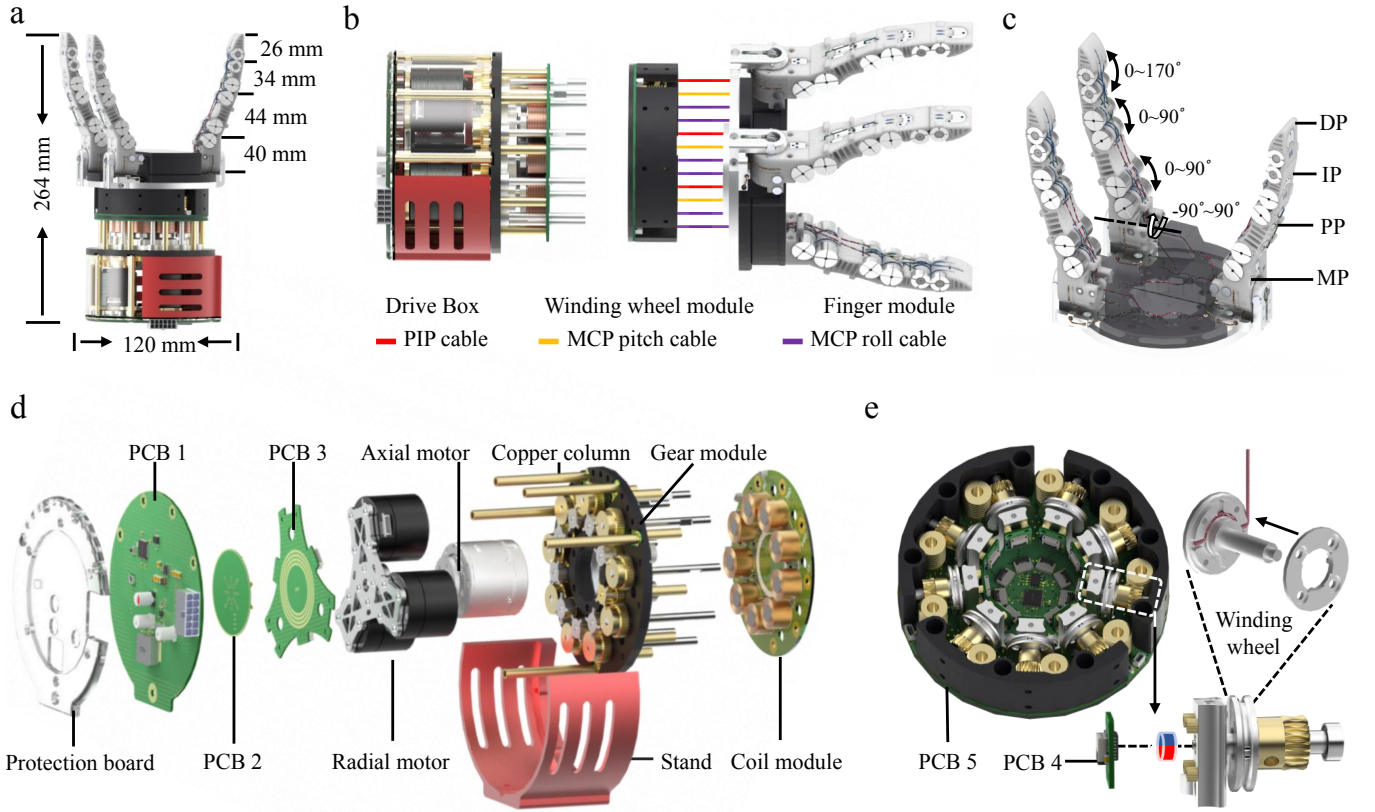 a
26 mm
34 mm
44 mm
40 mm
264 mm
120 mm
b
Drive Box
Winding wheel module
Finger module
PIP cable
MCP pitch cable
MCP roll cable
c
0~170°
0~90°
0~90°
-90°~90°
DP
IP
PP
MP
d
PCB 1
PCB 3
Axial motor
Copper column
Gear module
Protection board
PCB 2
Radial motor
Stand
Coil module
e
Winding
wheel
PCB 5
PCB 4